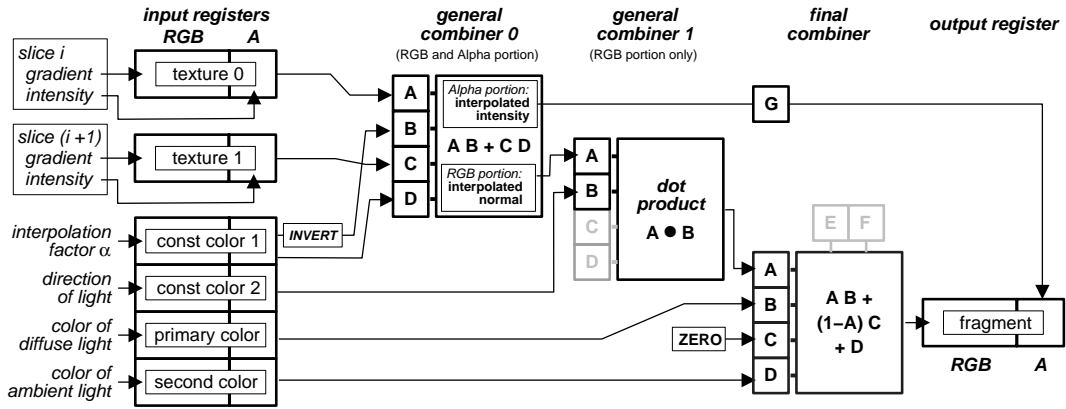 input registers
RGB A
general
combiner 0
(RGB and Alpha portion)
general
combiner 1
(RGB portion only)
final
combiner
output register
slice i
gradient
intensity
texture 0
slice (i +1)
gradient
intensity
texture 1
interpolation
factor α
const color 1
INVERT
direction
of light
const color 2
color of
diffuse light
primary color
color of
ambient light
second color
A
B
C
D
Alpha portion:
interpolated
intensity
A B + C D
RGB portion:
interpolated
normal
A
B
C
D
dot
product
A ● B
G
E F
ZERO
A
B
C
D
A B +
(1−A) C
+ D
fragment
RGB A